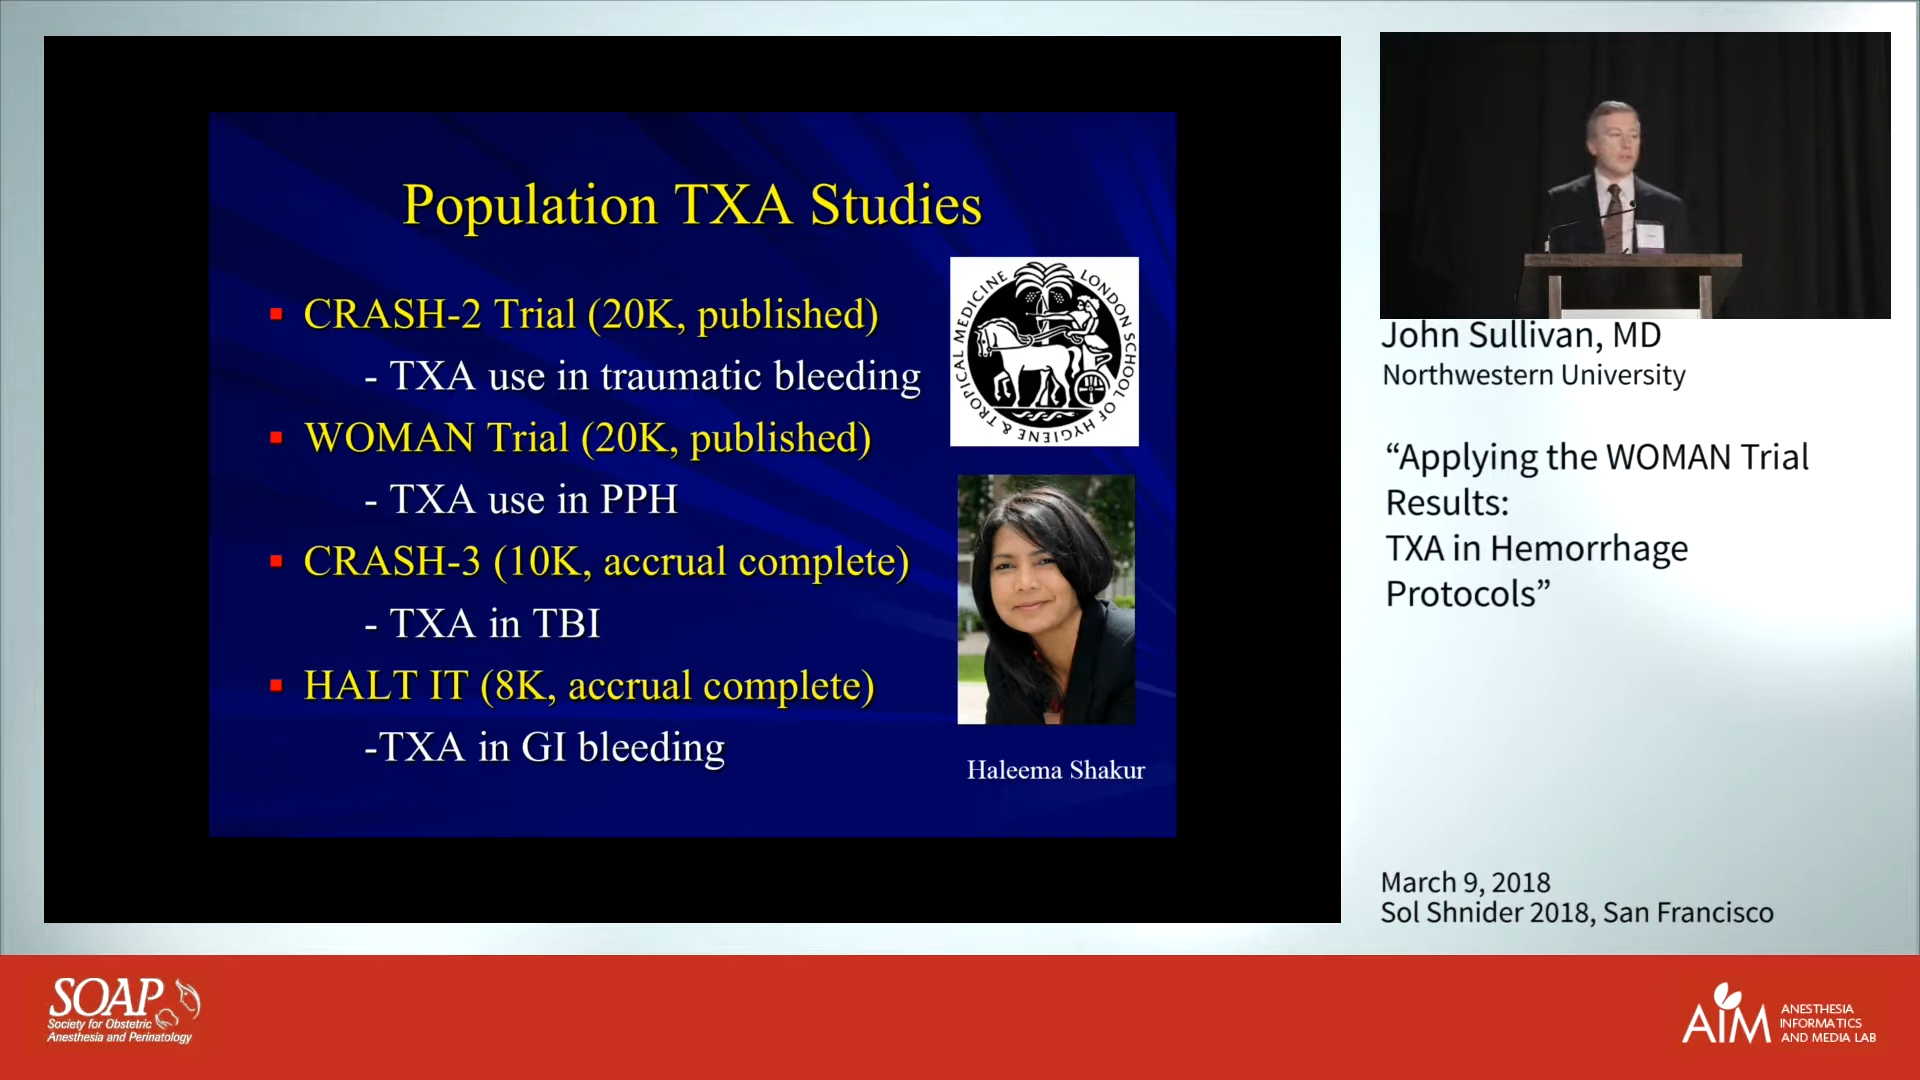 Population TXA Studies
CRASH-2 Trial (20K, published)
- TXA use in traumatic bleeding
WOMAN Trial (20K, published)
- TXA use in PPH
CRASH-3 (10K, accrual complete)
- TXA in TBI
HALT IT (8K, accrual complete)
-TXA in GI bleeding
LONDON SCHOOL OF HYGIENE & TROPICAL MEDICINE
Haleema Shakur
John Sullivan, MD
Northwestern University
“Applying the WOMAN Trial
Results:
TXA in Hemorrhage
Protocols”
March 9, 2018
Sol Shnider 2018, San Francisco
SOAP
Society for Obstetric
Anesthesia and Perinatology
AIM
ANESTHESIA
INFORMATICS
AND MEDIA LAB